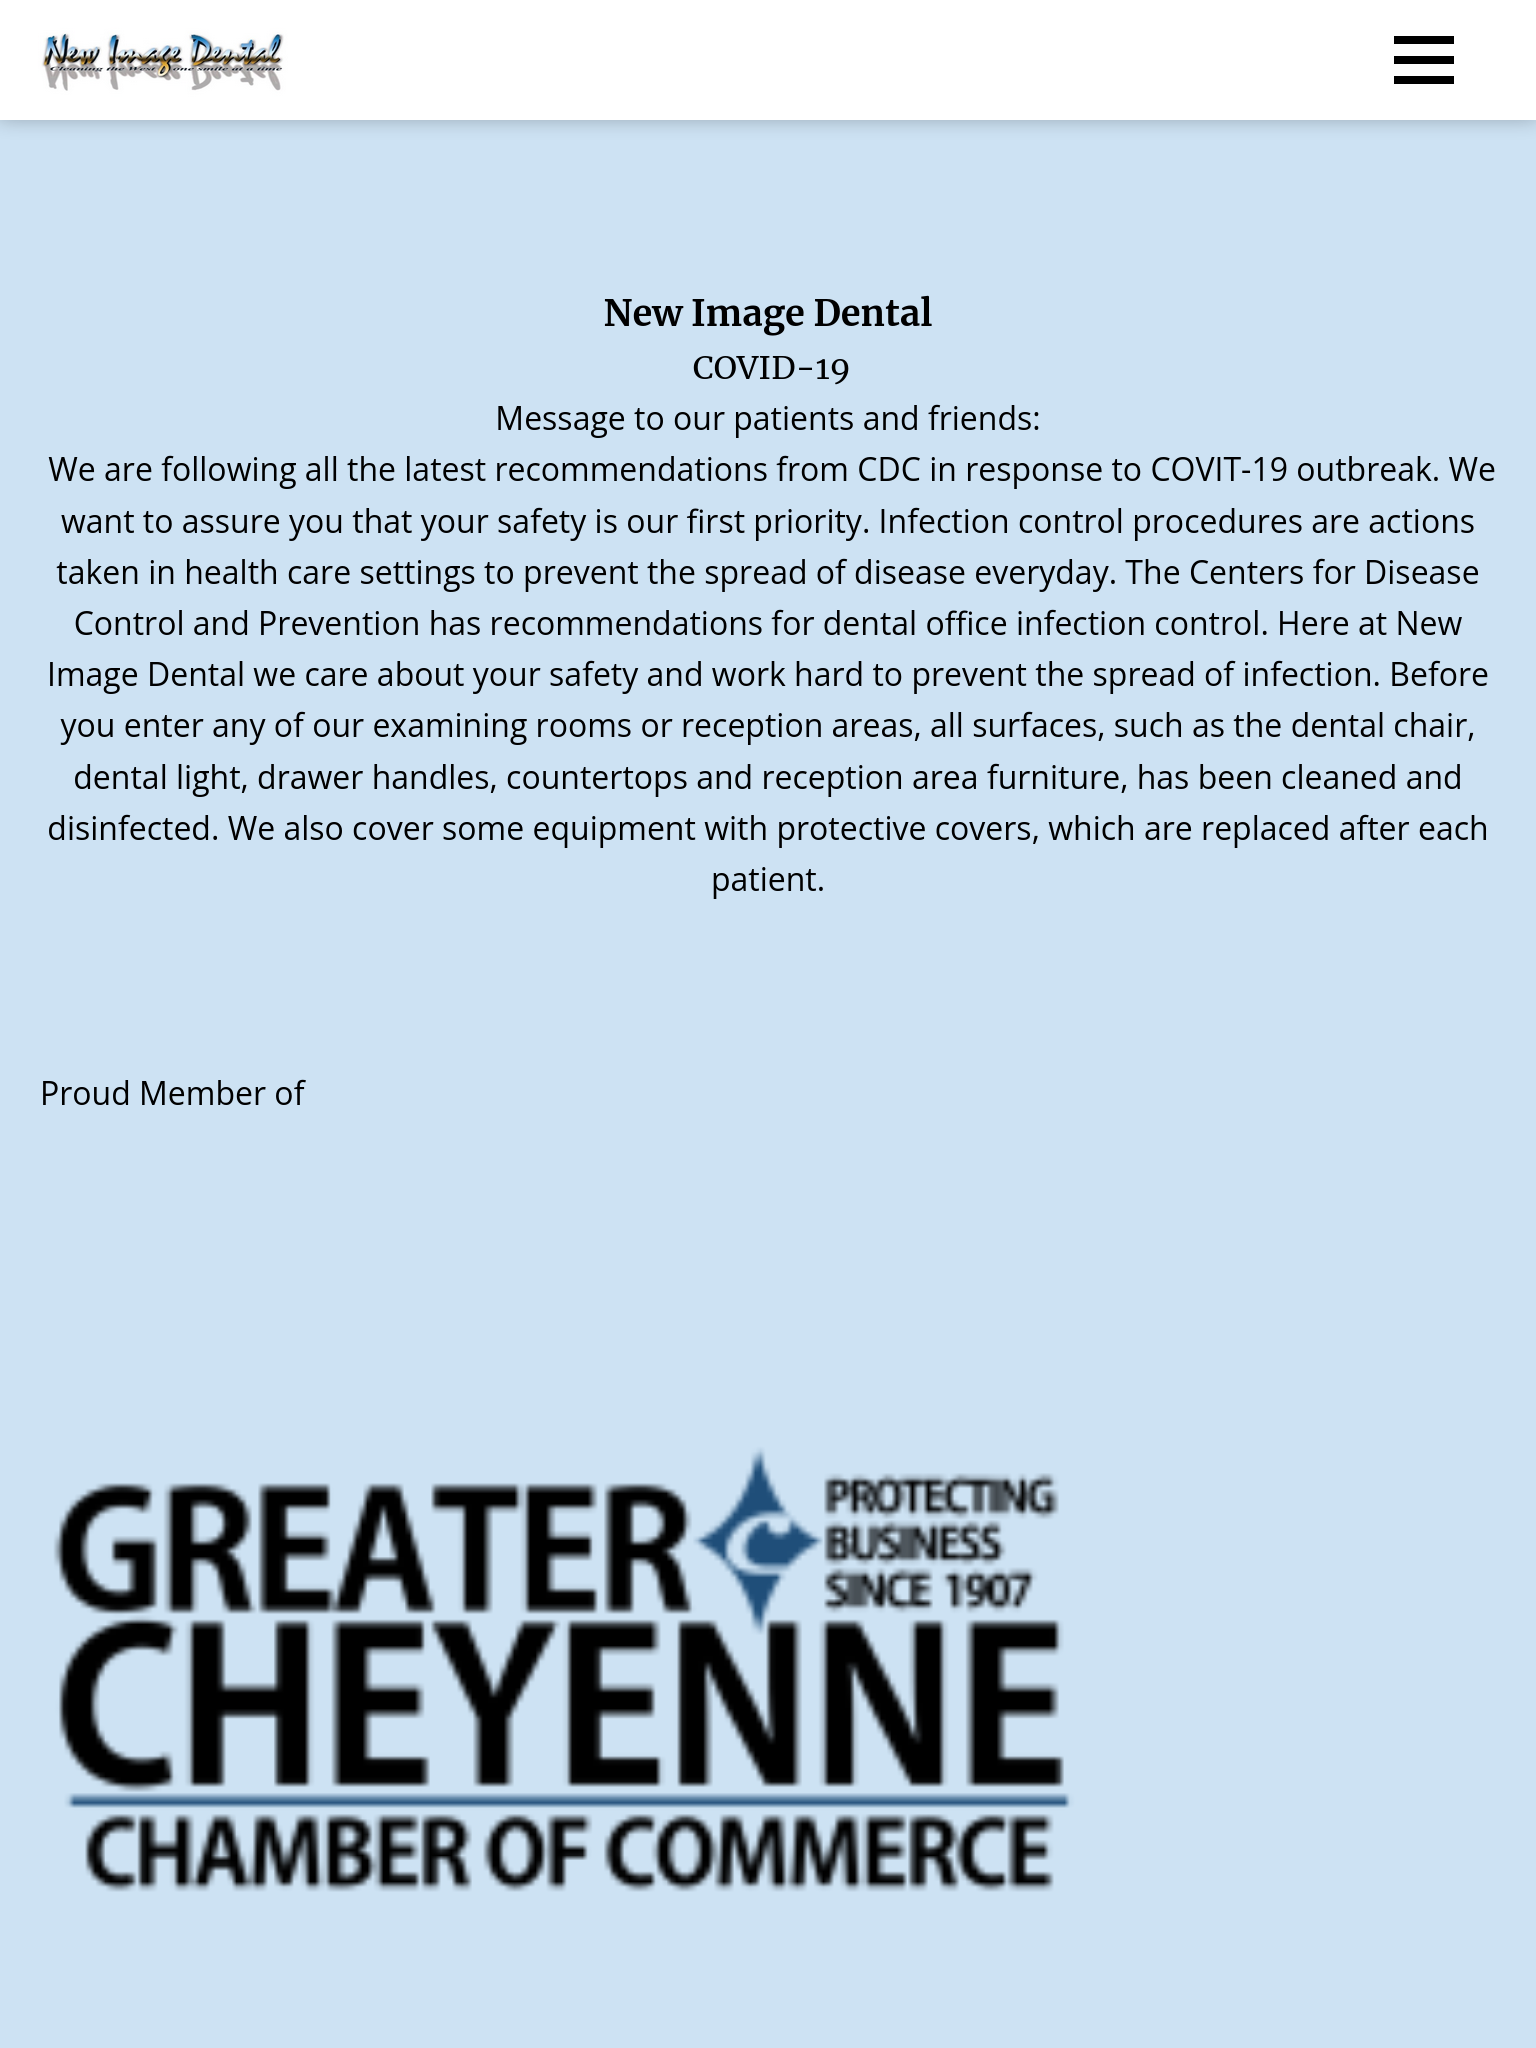 New Image Dental
Cleaning the West one smile at a time
New Image Dental
COVID-19
Message to our patients and friends:
We are following all the latest recommendations from CDC in response to COVIT-19 outbreak. We
want to assure you that your safety is our first priority. Infection control procedures are actions
taken in health care settings to prevent the spread of disease everyday. The Centers for Disease
Control and Prevention has recommendations for dental office infection control. Here at New
Image Dental we care about your safety and work hard to prevent the spread of infection. Before
you enter any of our examining rooms or reception areas, all surfaces, such as the dental chair,
dental light, drawer handles, countertops and reception area furniture, has been cleaned and
disinfected. We also cover some equipment with protective covers, which are replaced after each
patient.
Proud Member of
GREATER
PROTECTING
BUSINESS
SINCE 1907
CHEYENNE
CHAMBER OF COMMERCE